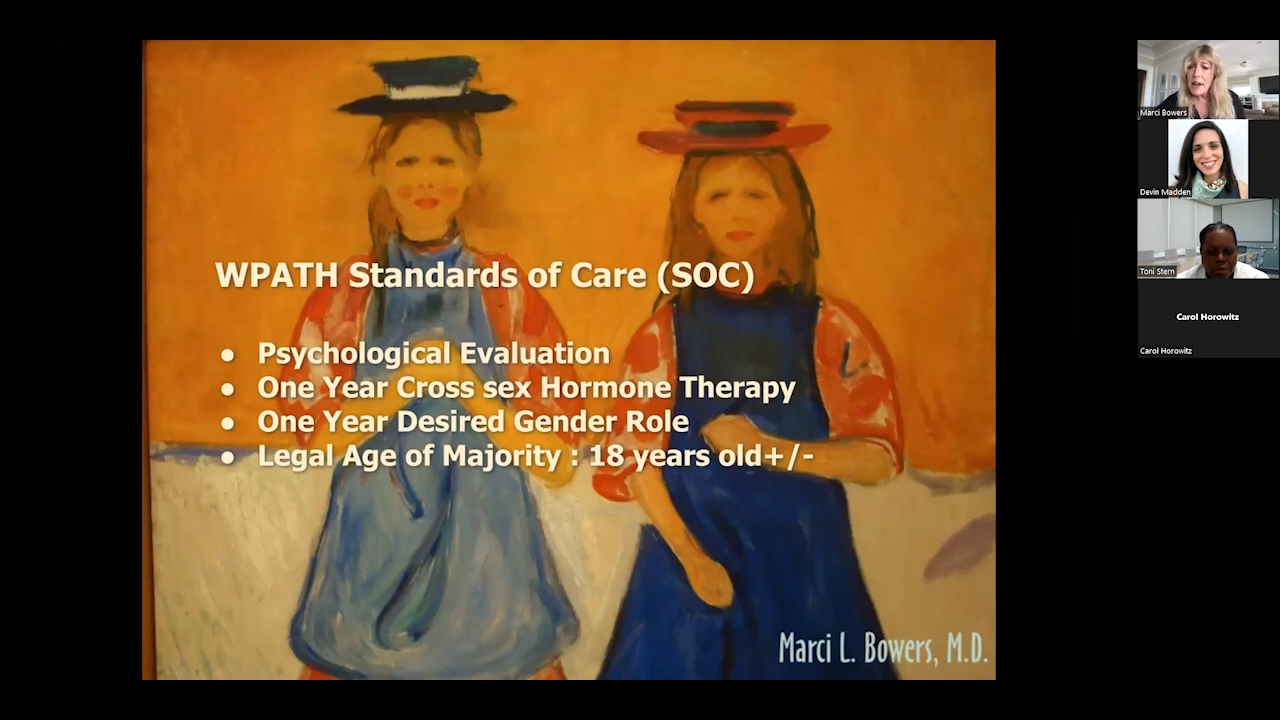 WPATH Standards of Care (SOC)
● Psychological Evaluation
● One Year Cross sex Hormone Therapy
● One Year Desired Gender Role
● Legal Age of Majority : 18 years old+/-
Marci L. Bowers, M.D.
Marci Bowers
Devin Madden
Toni Stern
Carol Horowitz
Carol Horowitz